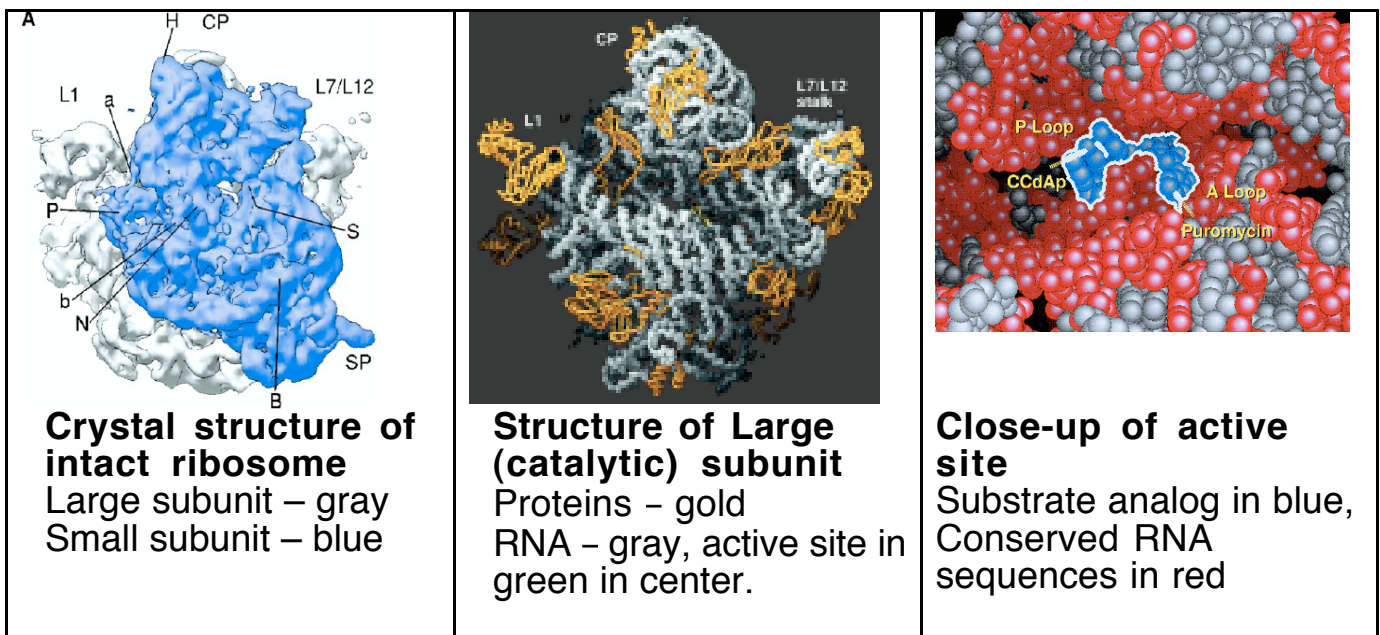 A
H CP
L1 a L7/L12
P
S
b
N
SP
B
Crystal structure of
intact ribosome
Large subunit – gray
Small subunit – blue
CP
L7/L12
stalk
L1
Structure of Large
(catalytic) subunit
Proteins – gold
RNA – gray, active site in
green in center.
P Loop
CCdAp
A Loop
Puromycin
Close-up of active
site
Substrate analog in blue,
Conserved RNA
sequences in red